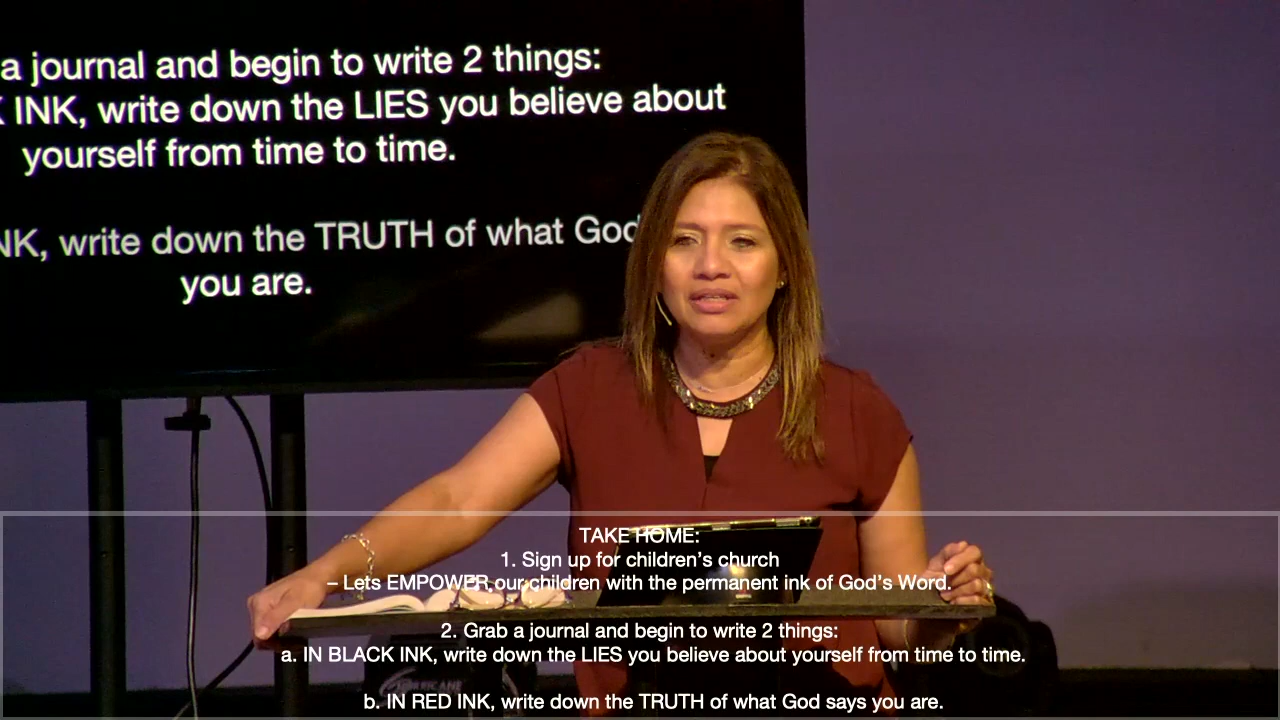 a journal and begin to write 2 things:
INK, write down the LIES you believe about
yourself from time to time.
NK, write down the TRUTH of what God
you are.
TAKE HOME:
1. Sign up for children's church
– Lets EMPOWER our children with the permanent ink of God's Word.
2. Grab a journal and begin to write 2 things:
a. IN BLACK INK, write down the LIES you believe about yourself from time to time.
b. IN RED INK, write down the TRUTH of what God says you are.